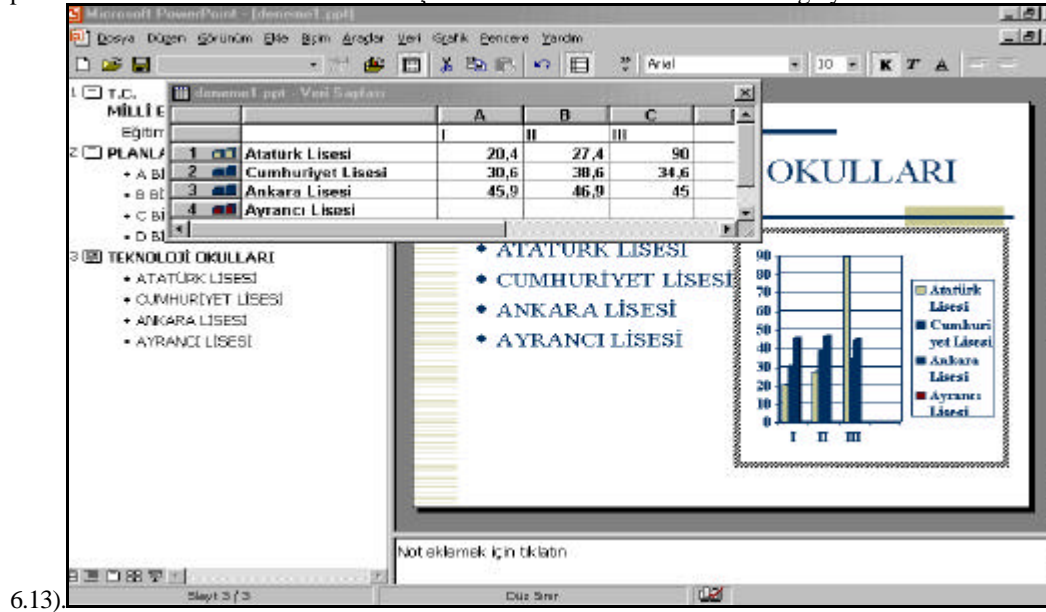 Microsoft PowerPoint - [deneme1.ppt]
Dosya Düzen Görünüm Ekle Biçim Araçlar Veri Grafik Pencere Yardım
Arial 10 K T A
deneme1.ppt - Veri Sayfası
A B C
I II III
1 Atatürk Lisesi 20,4 27,4 90
2 Cumhuriyet Lisesi 30,6 38,6 34,6
3 Ankara Lisesi 45,9 46,9 45
4 Ayrancı Lisesi
1 T.C.
MİLLİ E
Eğitim
2 PLANLA
• A Bİ
• B Bİ
• C Bİ
• D Bİ
3 TEKNOLOJİ OKULLARI
• ATATÜRK LİSESİ
• CUMHURİYET LİSESİ
• ANKARA LİSESİ
• AYRANCI LİSESİ
OKULLARI
• ATATÜRK LİSESİ
• CUMHURİYET LİSESİ
• ANKARA LİSESİ
• AYRANCI LİSESİ
90
80
70
60
50
40
30
20
10
0
I II III
Atatürk
Lisesi
Cumhuri
yet Lisesi
Ankara
Lisesi
Ayrancı
Lisesi
Not eklemek için tıklatın
Slayt 3 / 3 Düz Sınır
6.13).